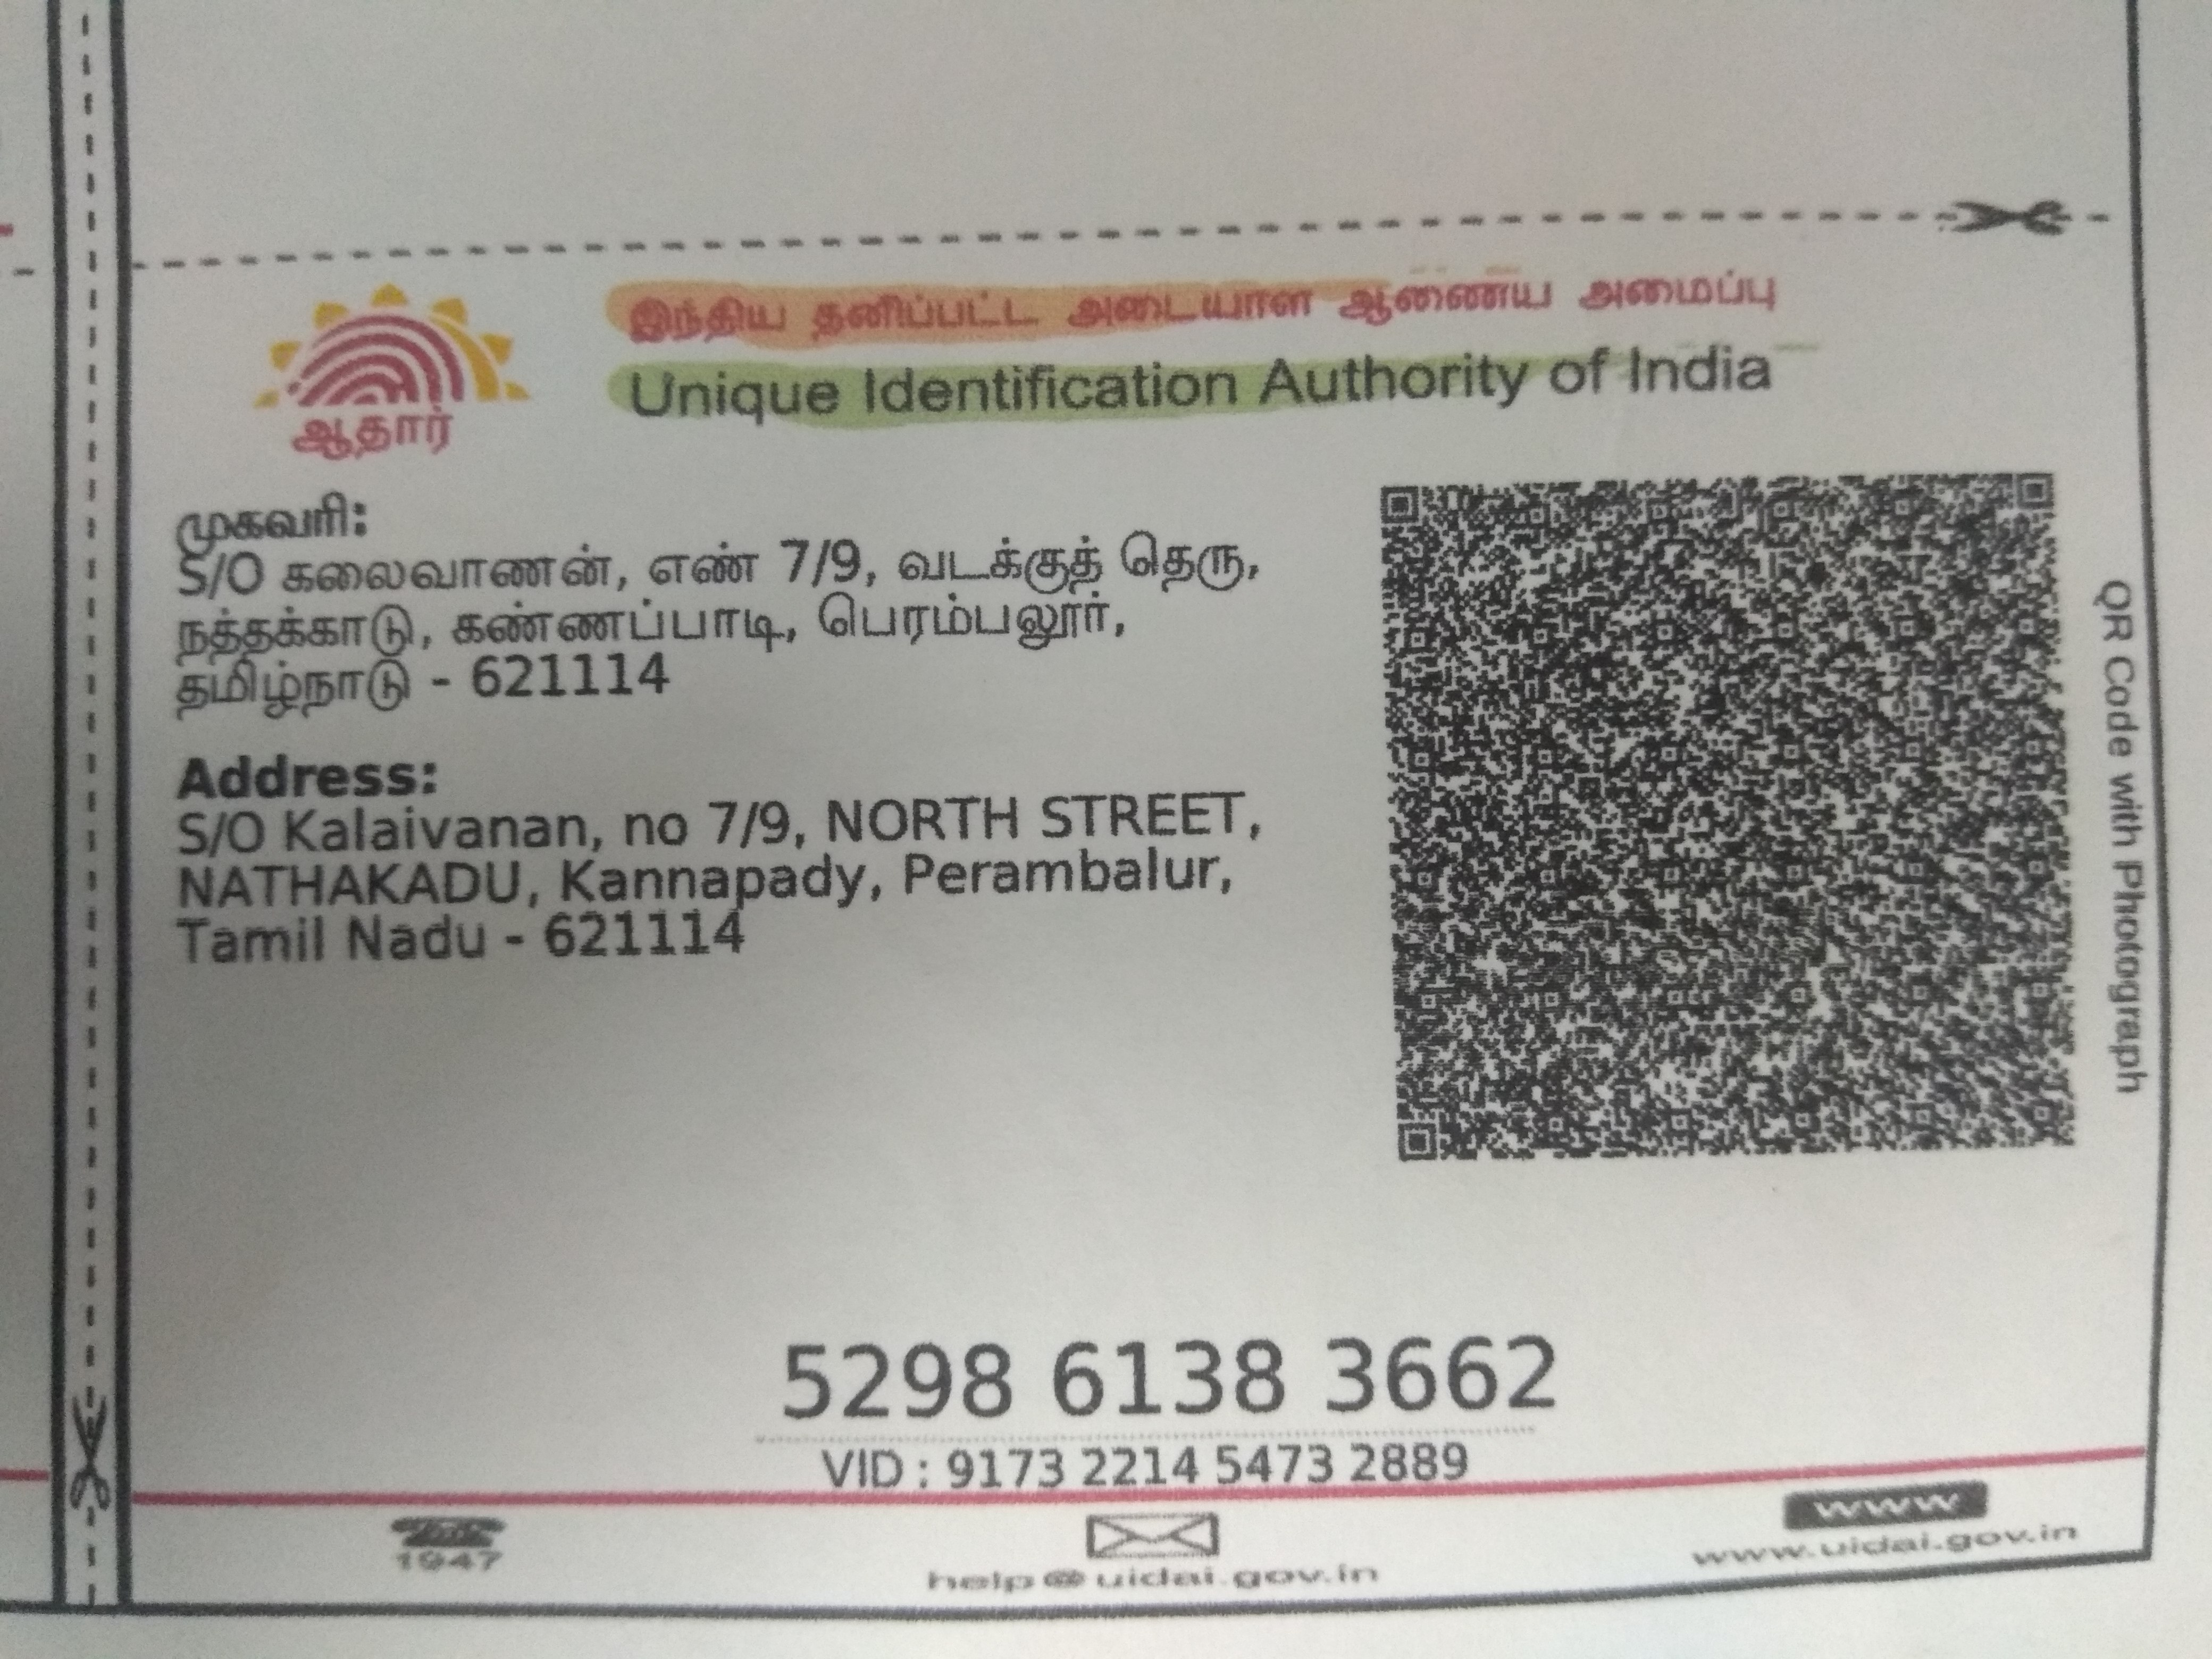 இந்திய தனிப்பட்ட அடையாள ஆணைய அமைப்பு
Unique Identification Authority of India
ஆதார்
முகவரி:
S/O கலைவாணன், எண் 7/9, வடக்குத் தெரு,
நத்தக்காடு, கண்ணப்பாடி, பெரம்பலூர்,
தமிழ்நாடு - 621114
Address:
S/O Kalaivanan, no 7/9, NORTH STREET,
NATHAKADU, Kannapady, Perambalur,
Tamil Nadu - 621114
QR Code with Photograph
5298 6138 3662
VID : 9173 2214 5473 2889
1947
help@uidai.gov.in
www
www.uidai.gov.in